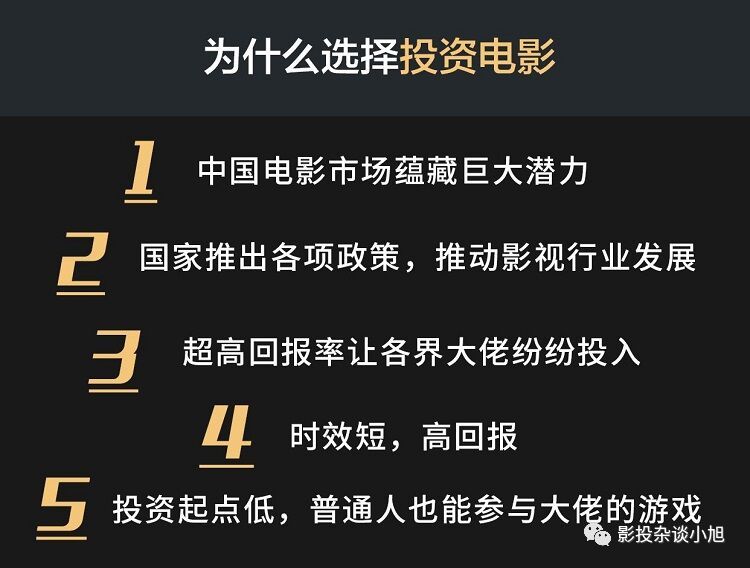 为什么选择投资电影
1 中国电影市场蕴藏巨大潜力
2 国家推出各项政策，推动影视行业发展
3 超高回报率让各界大佬纷纷投入
4 时效短，高回报
5 投资起点低，普通人也能参与大佬的游戏
影投杂谈小旭